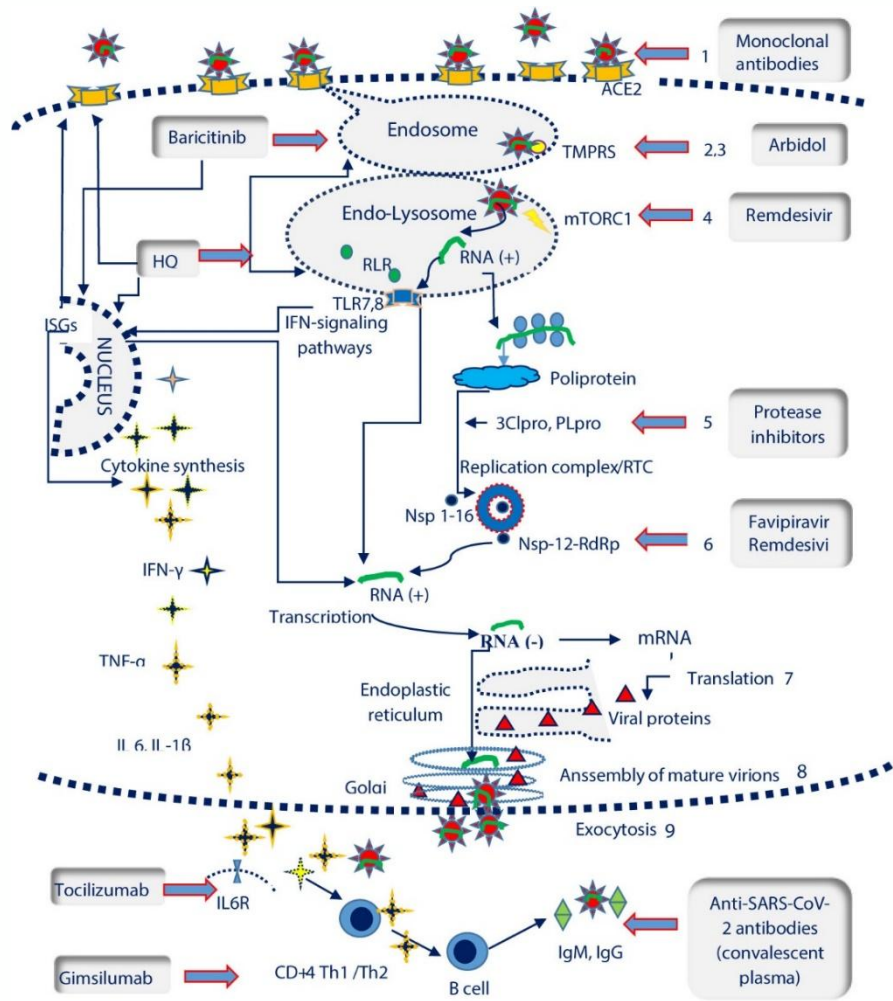 1
Monoclonal
antibodies
ACE2
Baricitinib
Endosome
TMPRS
2,3
Arbidol
Endo-Lysosome
mTORC1
4
Remdesivir
HQ
RLR
RNA (+)
TLR7,8
IFN-signaling
pathways
ISGs
NUCLEUS
Poliprotein
3Clpro, PLpro
5
Protease
inhibitors
Cytokine synthesis
Replication complex/RTC
Nsp 1-16
Nsp-12-RdRp
6
Favipiravir
Remdesivi
IFN-γ
RNA (+)
Transcription
RNA (-)
mRNA
TNF-α
Endoplastic
reticulum
Translation 7
Viral proteins
IL 6, IL-1β
Golgi
Anssembly of mature virions 8
Exocytosis 9
Tocilizumab
IL6R
Anti-SARS-CoV-
2 antibodies
(convalescent
plasma)
IgM, IgG
Gimsilumab
CD+4 Th1 /Th2
B cell